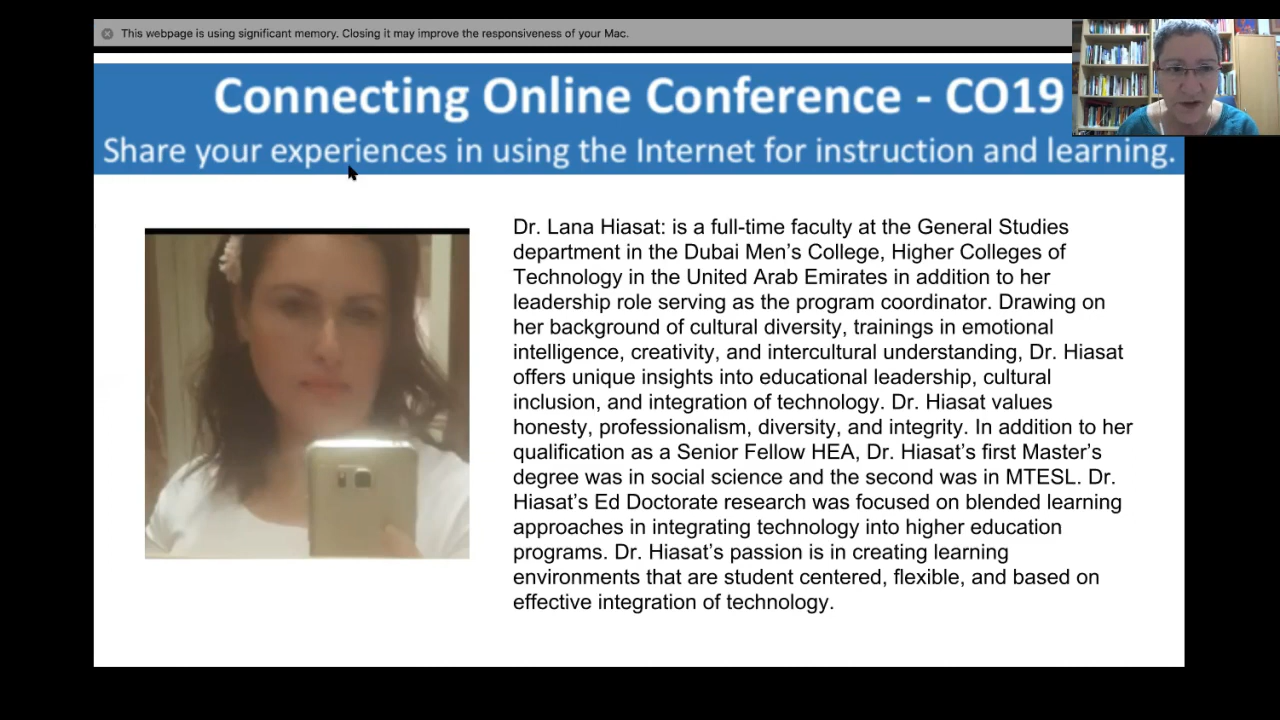 This webpage is using significant memory. Closing it may improve the responsiveness of your Mac.
Connecting Online Conference - CO19
Share your experiences in using the Internet for instruction and learning.
Dr. Lana Hiasat: is a full-time faculty at the General Studies
department in the Dubai Men’s College, Higher Colleges of
Technology in the United Arab Emirates in addition to her
leadership role serving as the program coordinator. Drawing on
her background of cultural diversity, trainings in emotional
intelligence, creativity, and intercultural understanding, Dr. Hiasat
offers unique insights into educational leadership, cultural
inclusion, and integration of technology. Dr. Hiasat values
honesty, professionalism, diversity, and integrity. In addition to her
qualification as a Senior Fellow HEA, Dr. Hiasat’s first Master’s
degree was in social science and the second was in MTESL. Dr.
Hiasat’s Ed Doctorate research was focused on blended learning
approaches in integrating technology into higher education
programs. Dr. Hiasat’s passion is in creating learning
environments that are student centered, flexible, and based on
effective integration of technology.